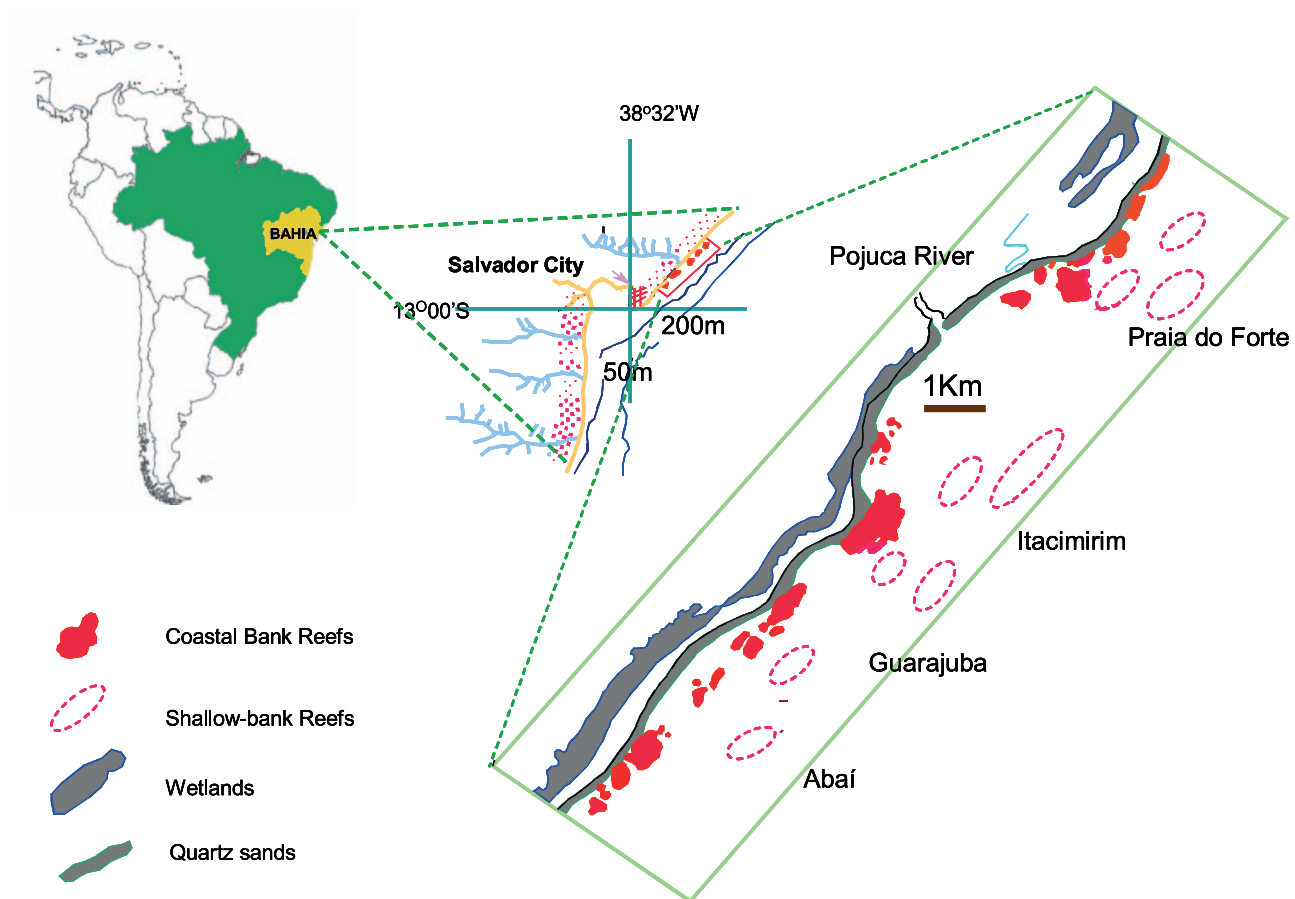 38º32'W
BAHIA
Salvador City
Pojuca River
13º00'S
200m
Praia do Forte
50m
1Km
Itacimirim
Coastal Bank Reefs
Guarajuba
Shallow-bank Reefs
Abaí
Wetlands
Quartz sands